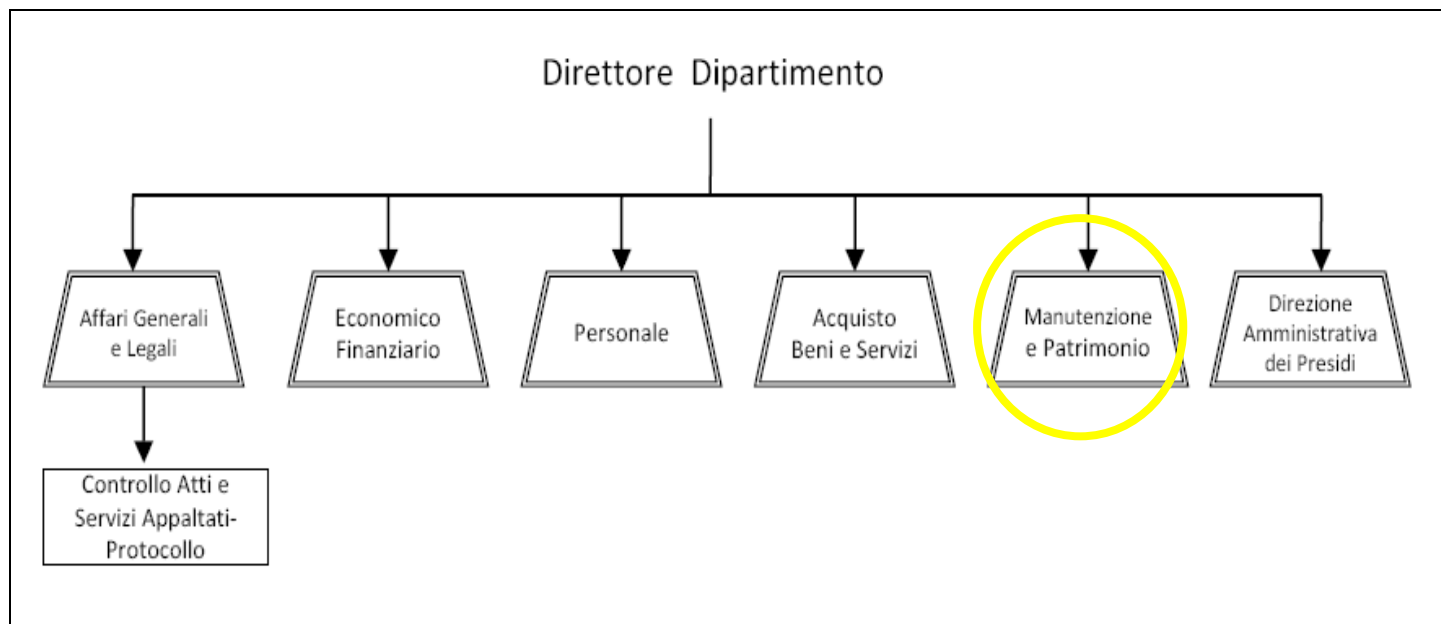 Direttore Dipartimento
Affari Generali
e Legali
Economico
Finanziario
Personale
Acquisto
Beni e Servizi
Manutenzione
e Patrimonio
Direzione
Amministrativa
dei Presidi
Controllo Atti e
Servizi Appaltati-
Protocollo